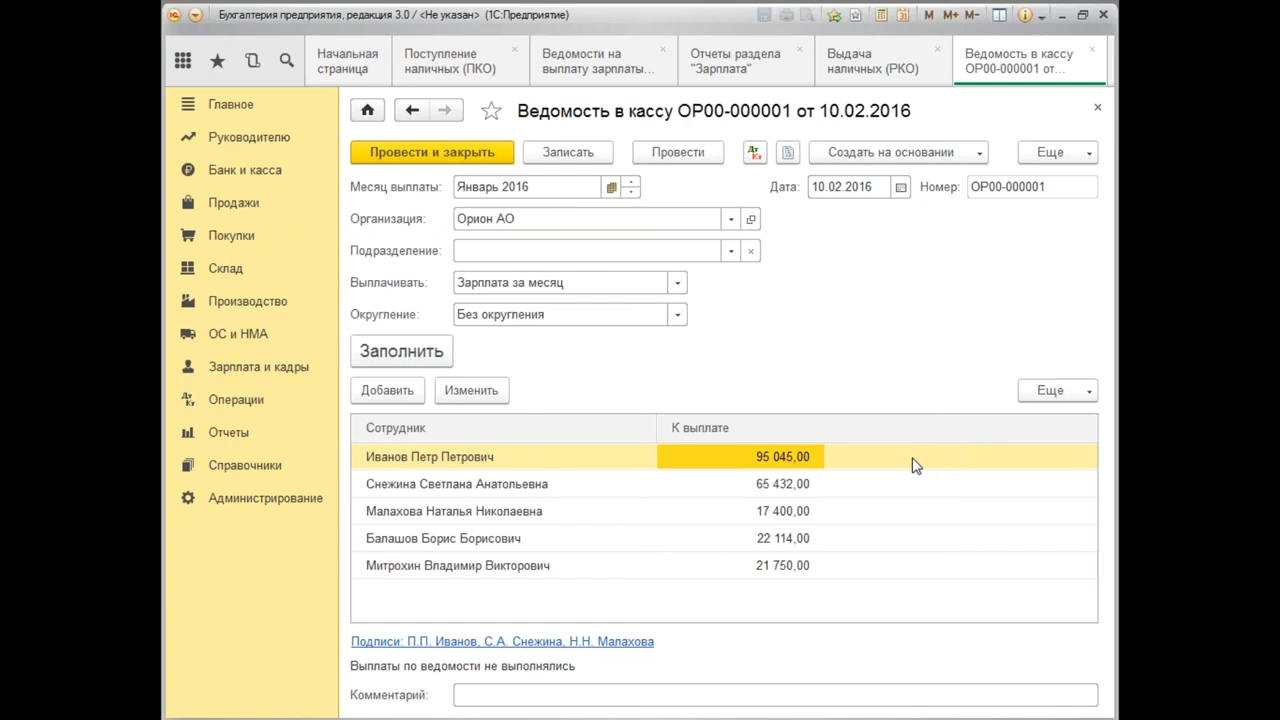 Бухгалтерия предприятия, редакция 3.0 / <Не указан> (1С:Предприятие)
M M+ M-
Начальная страница
Поступление наличных (ПКО)
Ведомости на выплату зарплаты...
Отчеты раздела "Зарплата"
Выдача наличных (РКО)
Ведомость в кассу ОР00-000001 от...
Главное
Руководителю
Банк и касса
Продажи
Покупки
Склад
Производство
ОС и НМА
Зарплата и кадры
Операции
Отчеты
Справочники
Администрирование
Ведомость в кассу ОР00-000001 от 10.02.2016
Провести и закрыть Записать Провести Дт Кт Создать на основании Еще
Месяц выплаты: Январь 2016 Дата: 10.02.2016 Номер: ОР00-000001
Организация: Орион АО
Подразделение:
Выплачивать: Зарплата за месяц
Округление: Без округления
Заполнить
Добавить Изменить Еще
Сотрудник К выплате
Иванов Петр Петрович 95 045,00
Снежина Светлана Анатольевна 65 432,00
Малахова Наталья Николаевна 17 400,00
Балашов Борис Борисович 22 114,00
Митрохин Владимир Викторович 21 750,00
Подписи: П.П. Иванов, С.А. Снежина, Н.Н. Малахова
Выплаты по ведомости не выполнялись
Комментарий: